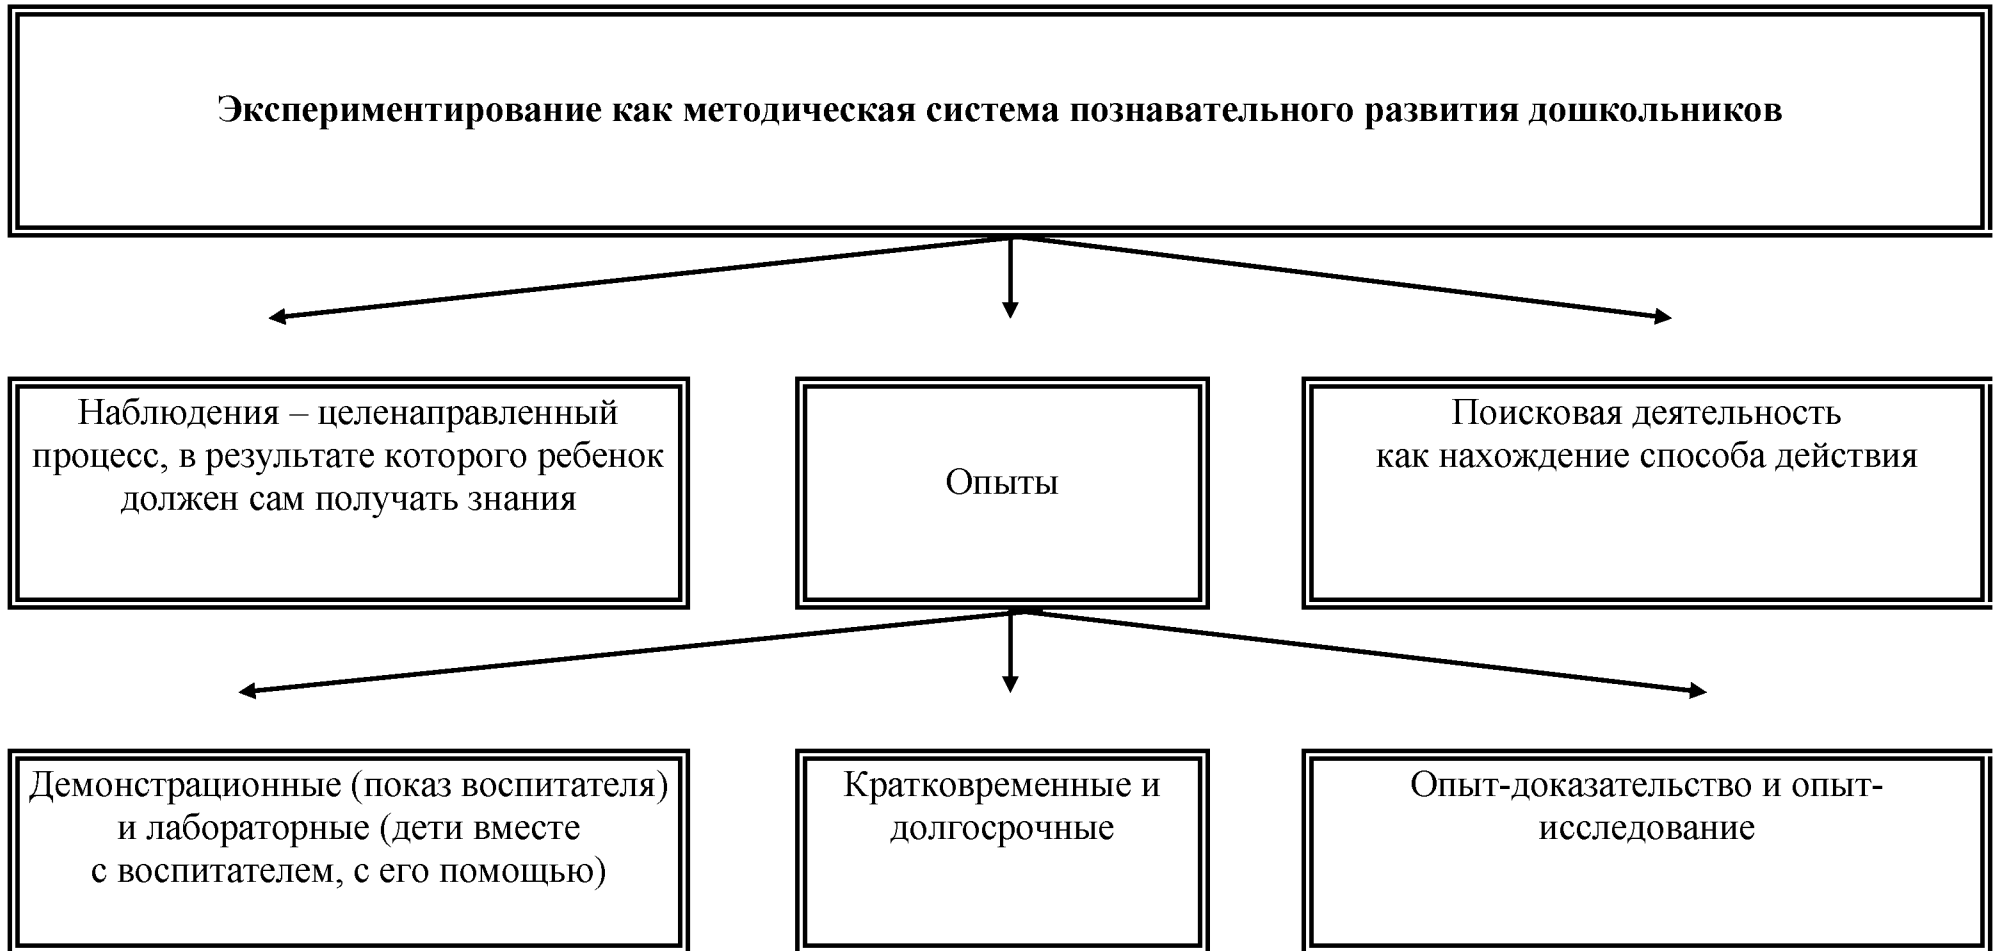 Экспериментирование как методическая система познавательного развития дошкольников
Наблюдения – целенаправленный
процесс, в результате которого ребенок
должен сам получать знания
Опыты
Поисковая деятельность
как нахождение способа действия
Демонстрационные (показ воспитателя)
и лабораторные (дети вместе
с воспитателем, с его помощью)
Кратковременные и
долгосрочные
Опыт-доказательство и опыт-
исследование